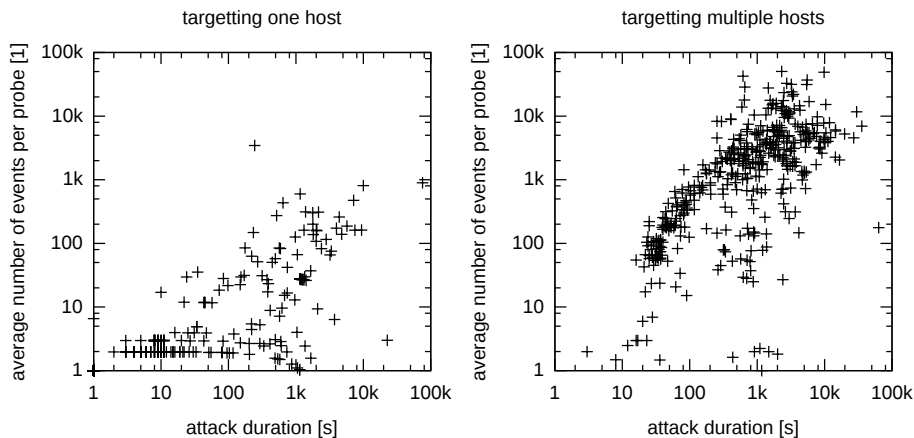 targetting one host
average number of events per probe [1]
100k
10k
1k
100
10
1
1 10 100 1k 10k 100k
attack duration [s]
targetting multiple hosts
average number of events per probe [1]
100k
10k
1k
100
10
1
1 10 100 1k 10k 100k
attack duration [s]